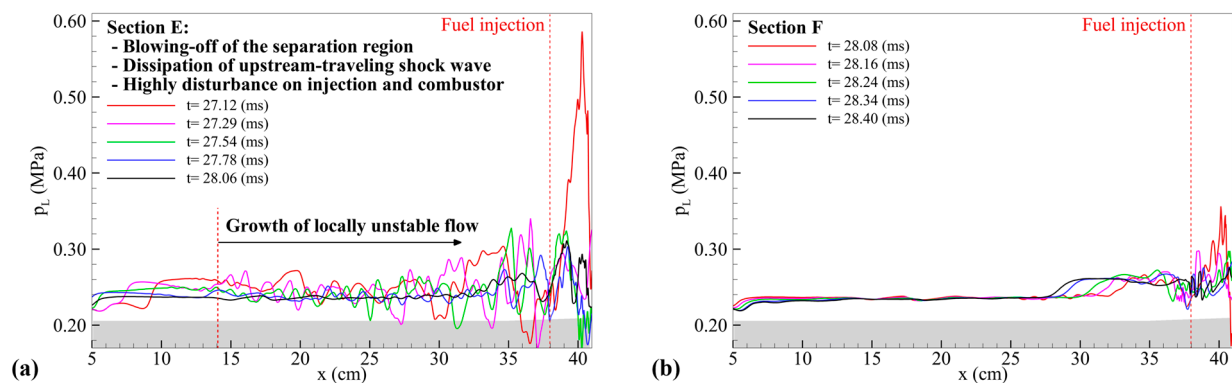 0.60
0.50
0.40
0.30
0.20
p_L (MPa)
Section E:
- Blowing-off of the separation region
- Dissipation of upstream-traveling shock wave
- Highly disturbance on injection and combustor
t= 27.12 (ms)
t= 27.29 (ms)
t= 27.54 (ms)
t= 27.78 (ms)
t= 28.06 (ms)
Fuel injection
Growth of locally unstable flow
5 10 15 20 25 30 35 40
x (cm)
(a)
0.60
0.50
0.40
0.30
0.20
p_L (MPa)
Section F
t= 28.08 (ms)
t= 28.16 (ms)
t= 28.24 (ms)
t= 28.34 (ms)
t= 28.40 (ms)
Fuel injection
5 10 15 20 25 30 35 40
x (cm)
(b)